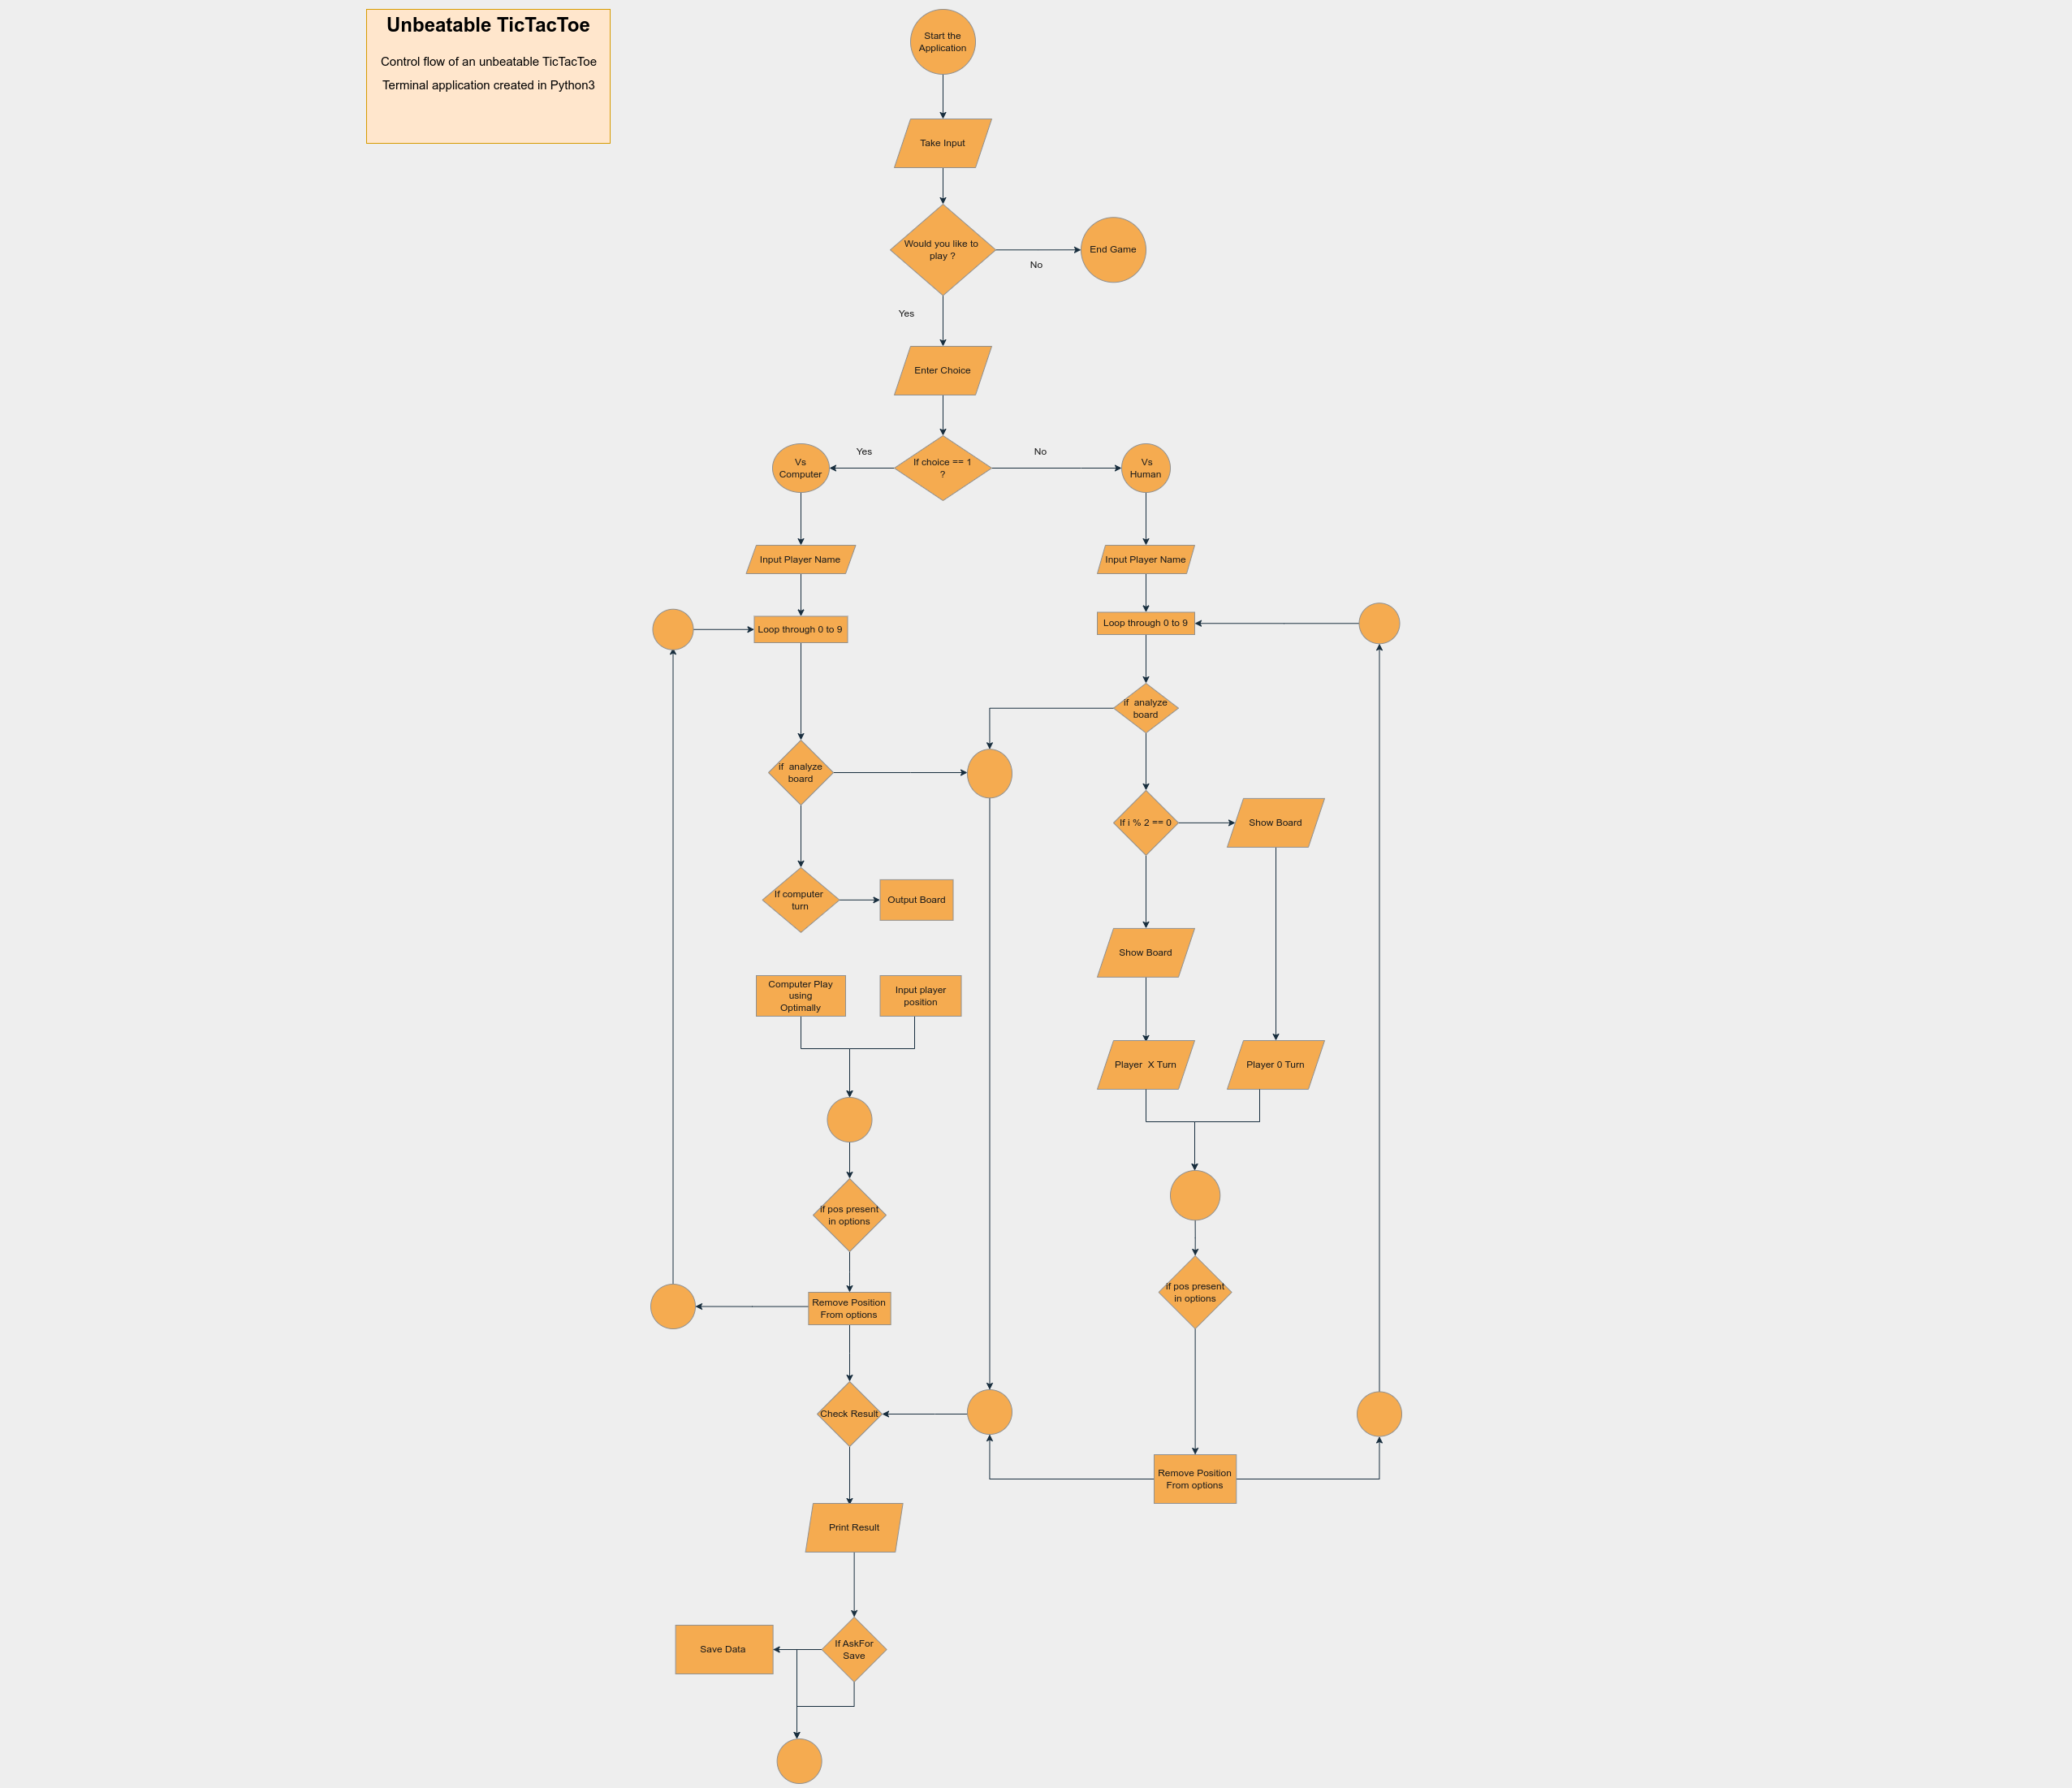 Unbeatable TicTacToe
Control flow of an unbeatable TicTacToe
Terminal application created in Python3
Start the
Application
Take Input
Would you like to
play ?
No
End Game
Yes
Enter Choice
Yes
If choice == 1
?
No
Vs
Computer
Vs
Human
Input Player Name
Input Player Name
Loop through 0 to 9
Loop through 0 to 9
if  analyze
board
if  analyze
board
If i % 2 == 0
Show Board
If computer
turn
Output Board
Show Board
Computer Play
using
Optimally
Input player
position
Player  X Turn
Player 0 Turn
if pos present
in options
if pos present
in options
Remove Position
From options
Check Result
Remove Position
From options
Print Result
Save Data
If AskFor
Save